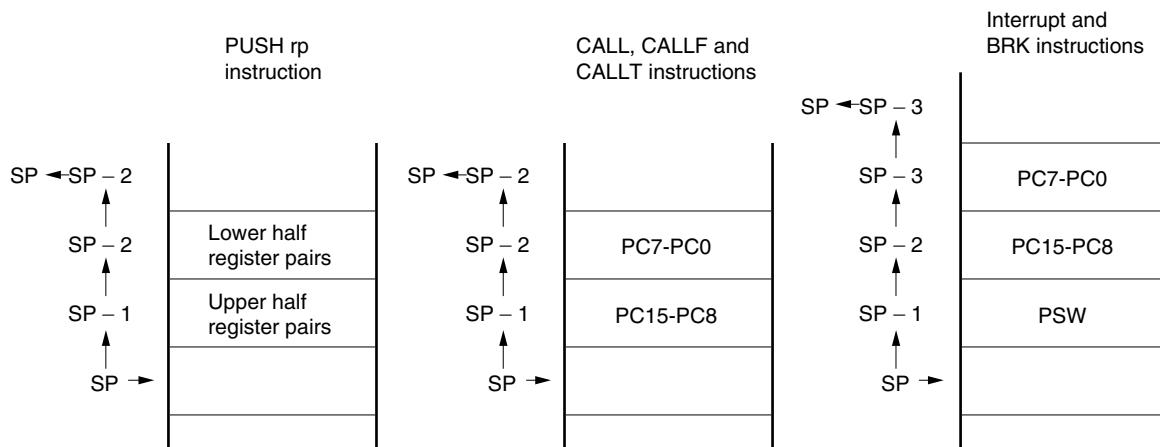 PUSH rp
instruction
SP ← SP – 2
SP – 2
Lower half
register pairs
SP – 1
Upper half
register pairs
SP
CALL, CALLF and
CALLT instructions
SP ← SP – 2
SP – 2
PC7-PC0
SP – 1
PC15-PC8
SP
Interrupt and
BRK instructions
SP ← SP – 3
SP – 3
PC7-PC0
SP – 2
PC15-PC8
SP – 1
PSW
SP